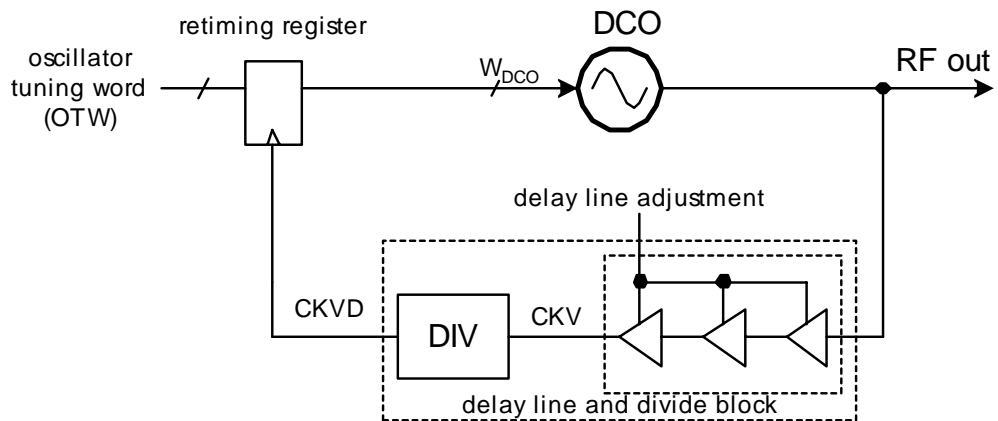 retiming register
DCO
oscillator
tuning word
(OTW)
W_DCO
RF out
delay line adjustment
CKVD
DIV
CKV
delay line and divide block